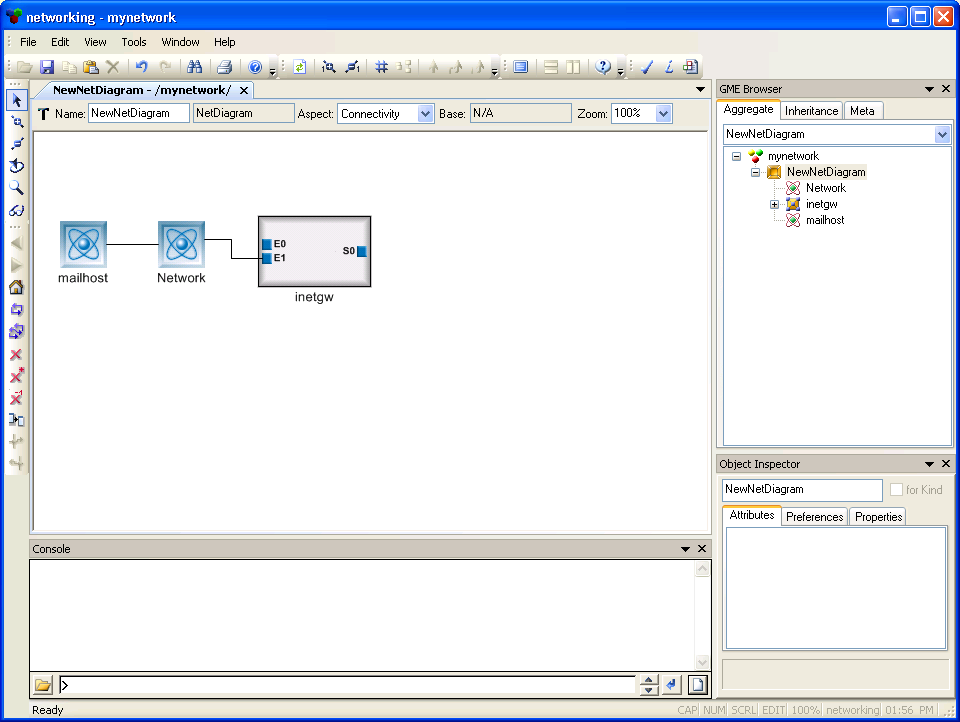 networking - mynetwork
File Edit View Tools Window Help
NewNetDiagram - /mynetwork/
T Name: NewNetDiagram NetDiagram Aspect: Connectivity Base: N/A Zoom: 100%
mailhost
Network
E0
E1
S0
inetgw
GME Browser
Aggregate Inheritance Meta
NewNetDiagram
mynetwork
NewNetDiagram
Network
inetgw
mailhost
Object Inspector
NewNetDiagram for Kind
Attributes Preferences Properties
Console
>
Ready CAP NUM SCRL EDIT 100% networking 01:56 PM